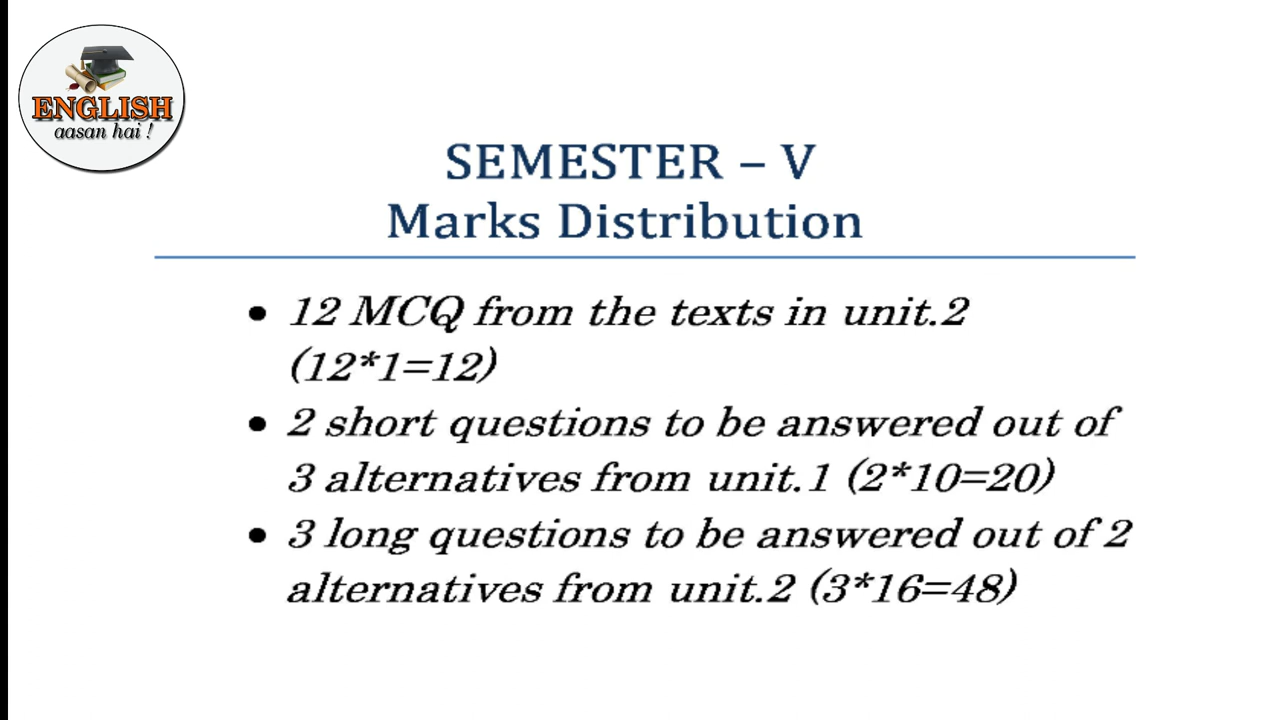 ENGLISH
aasan hai !
SEMESTER – V
Marks Distribution
• 12 MCQ from the texts in unit.2
(12*1=12)
• 2 short questions to be answered out of
3 alternatives from unit.1 (2*10=20)
• 3 long questions to be answered out of 2
alternatives from unit.2 (3*16=48)